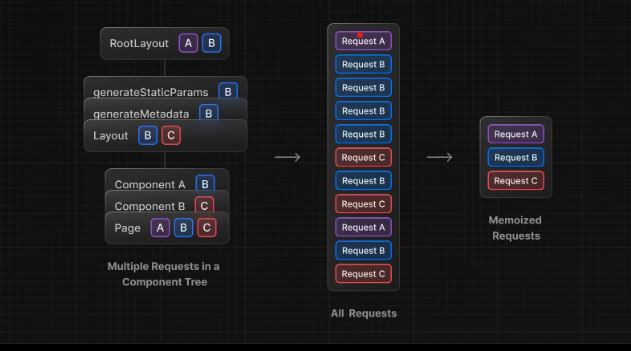 RootLayout A B
generateStaticParams B
generateMetadata B
Layout B C
Component A B
Component B C
Page A B C
Multiple Requests in a
Component Tree
Request A
Request B
Request B
Request B
Request B
Request C
Request B
Request C
Request A
Request B
Request C
All Requests
Request A
Request B
Request C
Memoized
Requests